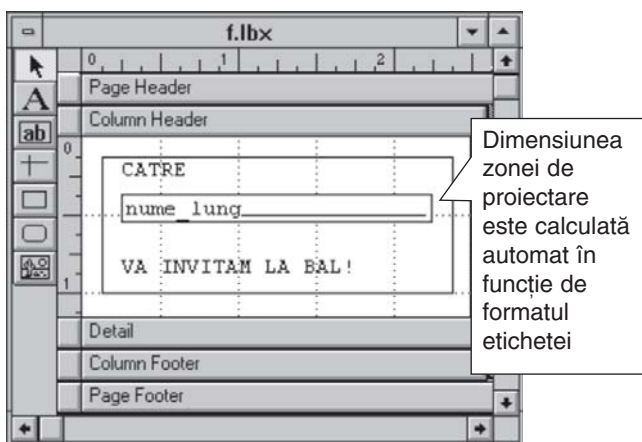 f.lbx
0 1 2
Page Header
A
Column Header
ab
0
CATRE
nume_lung
VA INVITAM LA BAL!
1
Detail
Column Footer
Page Footer
Dimensiunea
zonei de
proiectare
este calculată
automat în
funcție de
formatul
etichetei